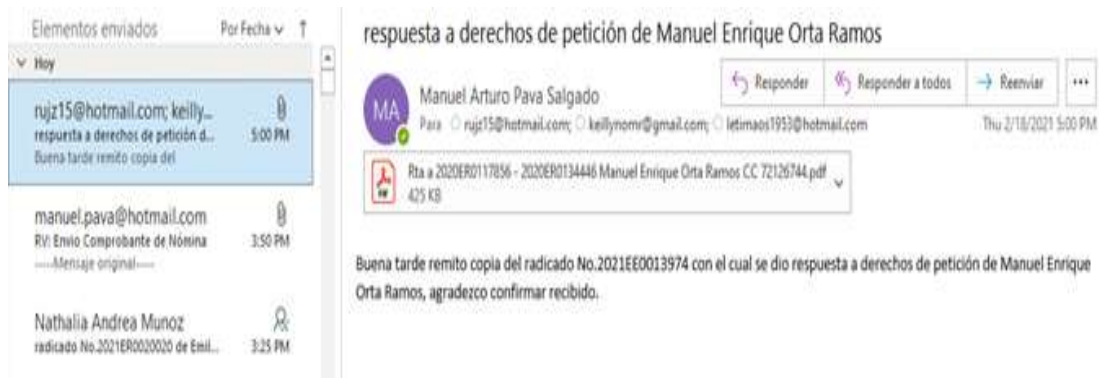 Elementos enviados Por Fecha
Hoy
rujz15@hotmail.com; keilly...
respuesta a derechos de petición d... 5:00 PM
Buena tarde remito copia del
manuel.pava@hotmail.com
RV: Envio Comprobante de Nómina 3:50 PM
-----Mensaje original-----
Nathalia Andrea Munoz
radicado No.2021ER0020020 de Emil... 3:25 PM
respuesta a derechos de petición de Manuel Enrique Orta Ramos
Responder Responder a todos Reenviar ...
MA
Manuel Arturo Pava Salgado
Para rujz15@hotmail.com; keillynomr@gmail.com; letimaos1953@hotmail.com Thu 2/18/2021 5:00 PM
Rta a 2020ER0117856 - 2020ER0134446 Manuel Enrique Orta Ramos CC 72126744.pdf
425 KB
Buena tarde remito copia del radicado No.2021EE0013974 con el cual se dio respuesta a derechos de petición de Manuel Enrique
Orta Ramos, agradezco confirmar recibido.